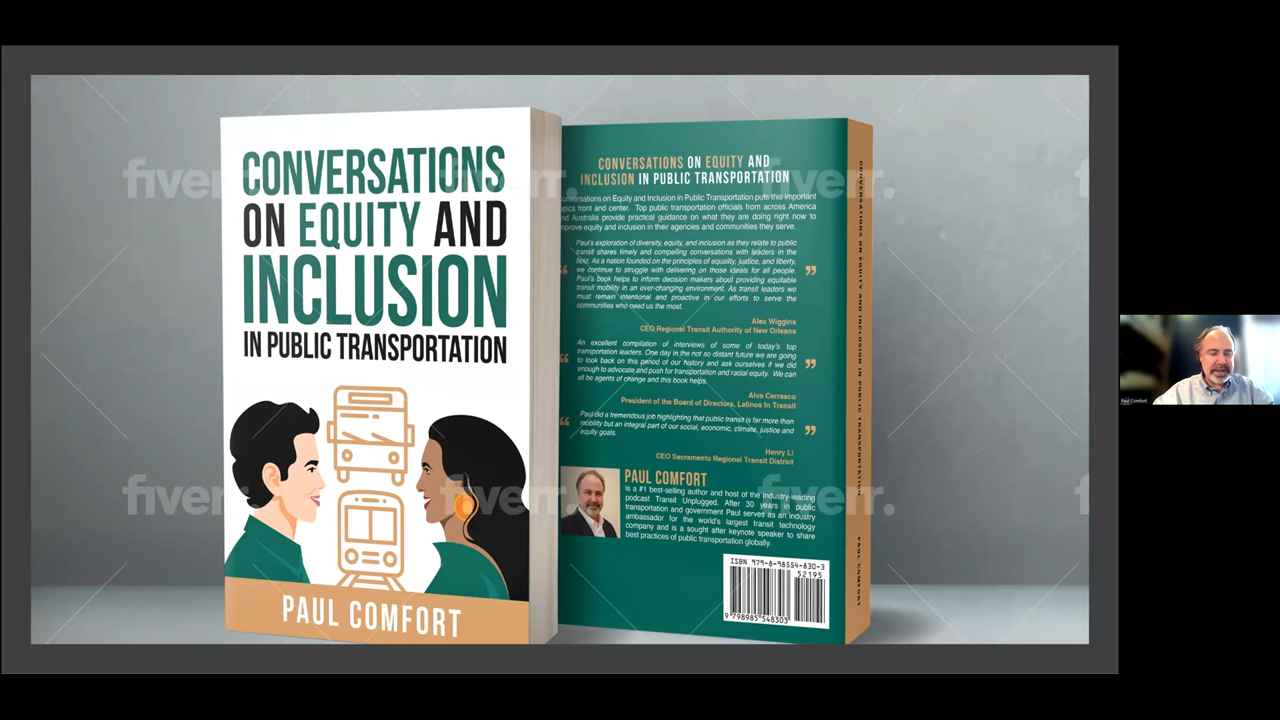 CONVERSATIONS
ON EQUITY AND
INCLUSION
IN PUBLIC TRANSPORTATION
PAUL COMFORT
CONVERSATIONS ON EQUITY AND
INCLUSION IN PUBLIC TRANSPORTATION
onversations on Equity and Inclusion in Public Transportation puts this important
opics front and center. Top public transportation officials from across America
nd Australia provide practical guidance on what they are doing right now to
mprove equity and inclusion in their agencies and communities they serve.
“ Paul's exploration of diversity, equity, and inclusion as they relate to public
transit shares timely and compelling conversations with leaders in the
field. As a nation founded on the principles of equality, justice, and liberty,
we continue to struggle with delivering on those ideals for all people.
Paul's book helps to inform decision makers about providing equitable
transit mobility in an ever-changing environment. As transit leaders we
must remain intentional and proactive in our efforts to serve the
communities who need us the most. ”
Alex Wiggins
CEO Regional Transit Authority of New Orleans
“ An excellent compilation of interviews of some of today's top
transportation leaders. One day in the not so distant future we are going
to look back on this period of our history and ask ourselves if we did
enough to advocate and push for transportation and racial equity. We can
all be agents of change and this book helps. ”
Alva Carrasco
President of the Board of Directors, Latinos In Transit
“ Paul did a tremendous job highlighting that public transit is far more than
mobility but an integral part of our social, economic, climate, justice and
equity goals. ”
Henry Li
CEO Sacramento Regional Transit District
PAUL COMFORT
is a #1 best-selling author and host of the industry-leading
podcast Transit Unplugged. After 30 years in public
transportation and government Paul serves as an industry
ambassador for the world's largest transit technology
company and is a sought after keynote speaker to share
best practices of public transportation globally.
ISBN 979-8-98554-830-3
52195
9 798985 548303
CONVERSATIONS ON EQUITY AND INCLUSION IN PUBLIC TRANSPORTATION
PAUL COMFORT
fiverr.
fiverr.
fiverr.
fiverr.
fiverr.
fiverr.
Paul Comfort